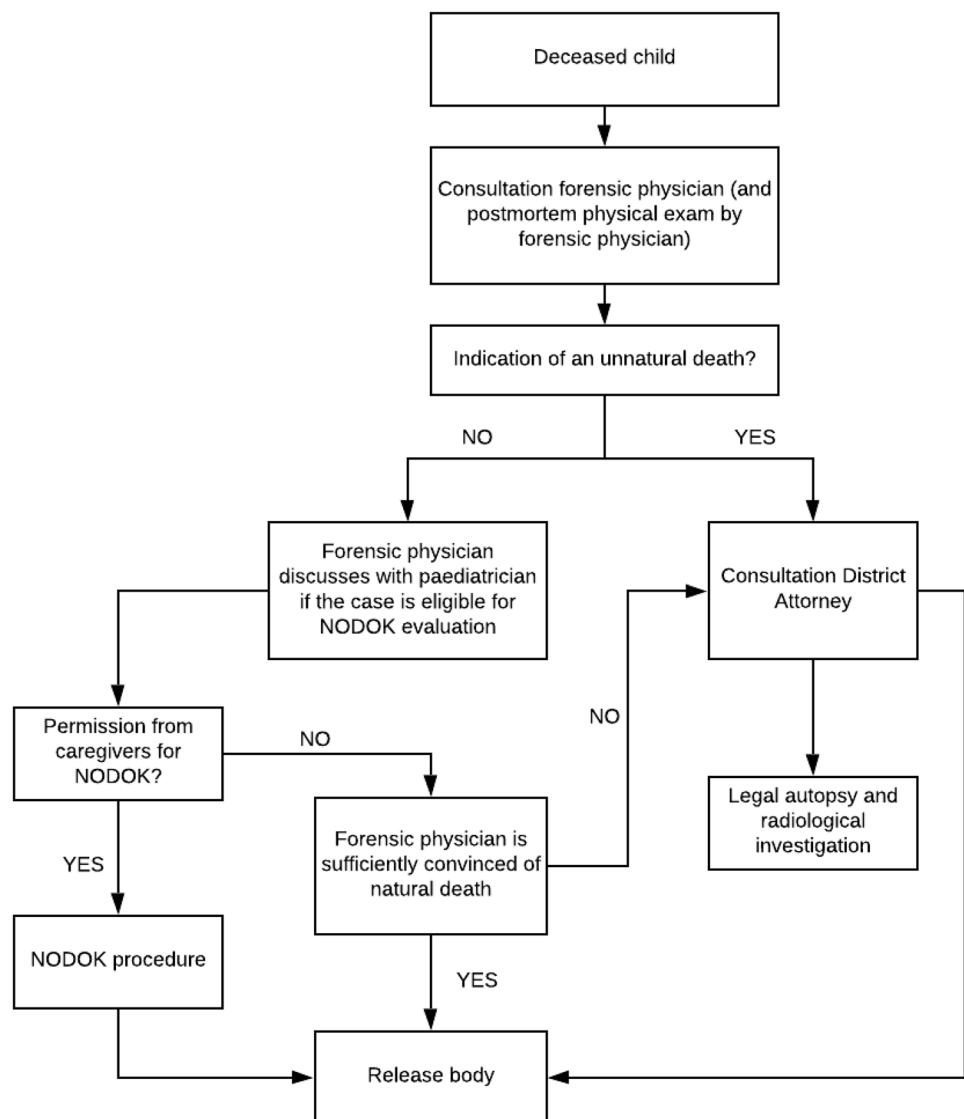 Deceased child
Consultation forensic physician (and
postmortem physical exam by
forensic physician)
Indication of an unnatural death?
NO
YES
Forensic physician
discusses with paediatrician
if the case is eligible for
NODOK evaluation
Consultation District
Attorney
Permission from
caregivers for
NODOK?
NO
NO
Forensic physician is
sufficiently convinced of
natural death
Legal autopsy and
radiological
investigation
YES
NODOK procedure
YES
Release body